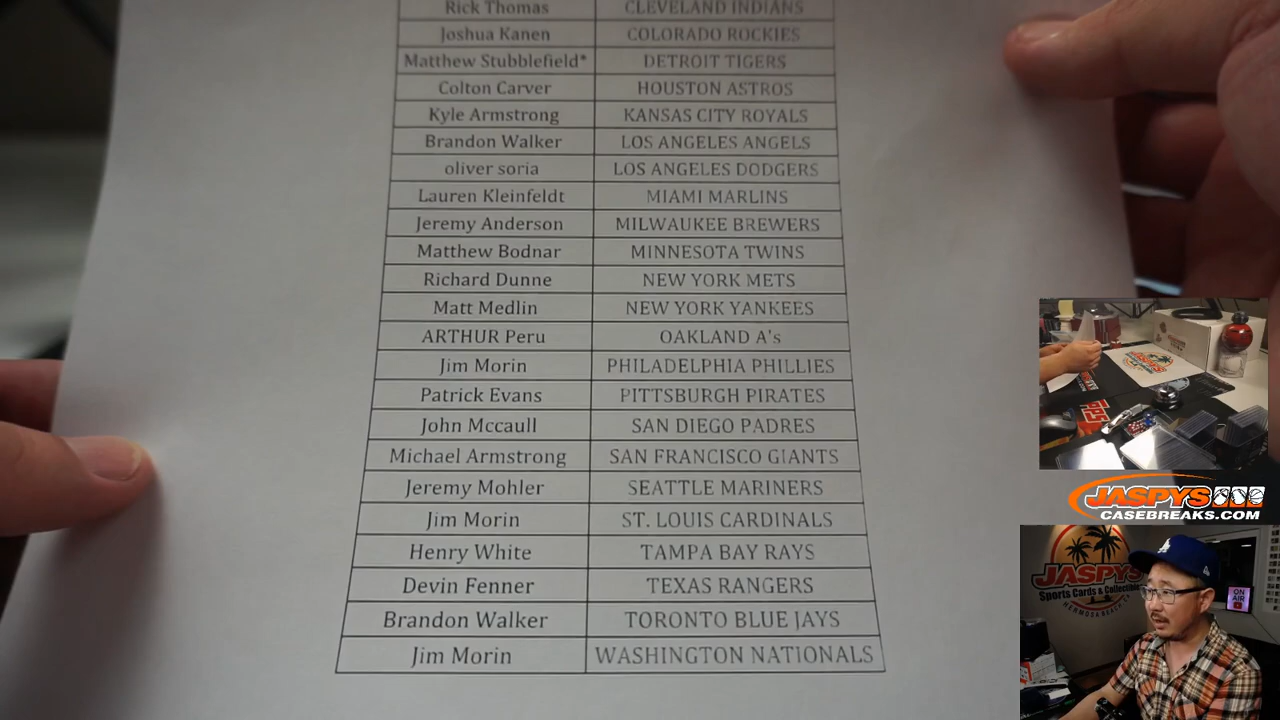 Rick Thomas CLEVELAND INDIANS
Joshua Kanen COLORADO ROCKIES
Matthew Stubblefield* DETROIT TIGERS
Colton Carver HOUSTON ASTROS
Kyle Armstrong KANSAS CITY ROYALS
Brandon Walker LOS ANGELES ANGELS
oliver soria LOS ANGELES DODGERS
Lauren Kleinfeldt MIAMI MARLINS
Jeremy Anderson MILWAUKEE BREWERS
Matthew Bodnar MINNESOTA TWINS
Richard Dunne NEW YORK METS
Matt Medlin NEW YORK YANKEES
ARTHUR Peru OAKLAND A's
Jim Morin PHILADELPHIA PHILLIES
Patrick Evans PITTSBURGH PIRATES
John Mccaull SAN DIEGO PADRES
Michael Armstrong SAN FRANCISCO GIANTS
Jeremy Mohler SEATTLE MARINERS
Jim Morin ST. LOUIS CARDINALS
Henry White TAMPA BAY RAYS
Devin Fenner TEXAS RANGERS
Brandon Walker TORONTO BLUE JAYS
Jim Morin WASHINGTON NATIONALS
JASPYS
CASEBREAKS.COM
JASPYS
Sports Cards & Collectibles
HERMOSA BEACH, CA
ON
AIR